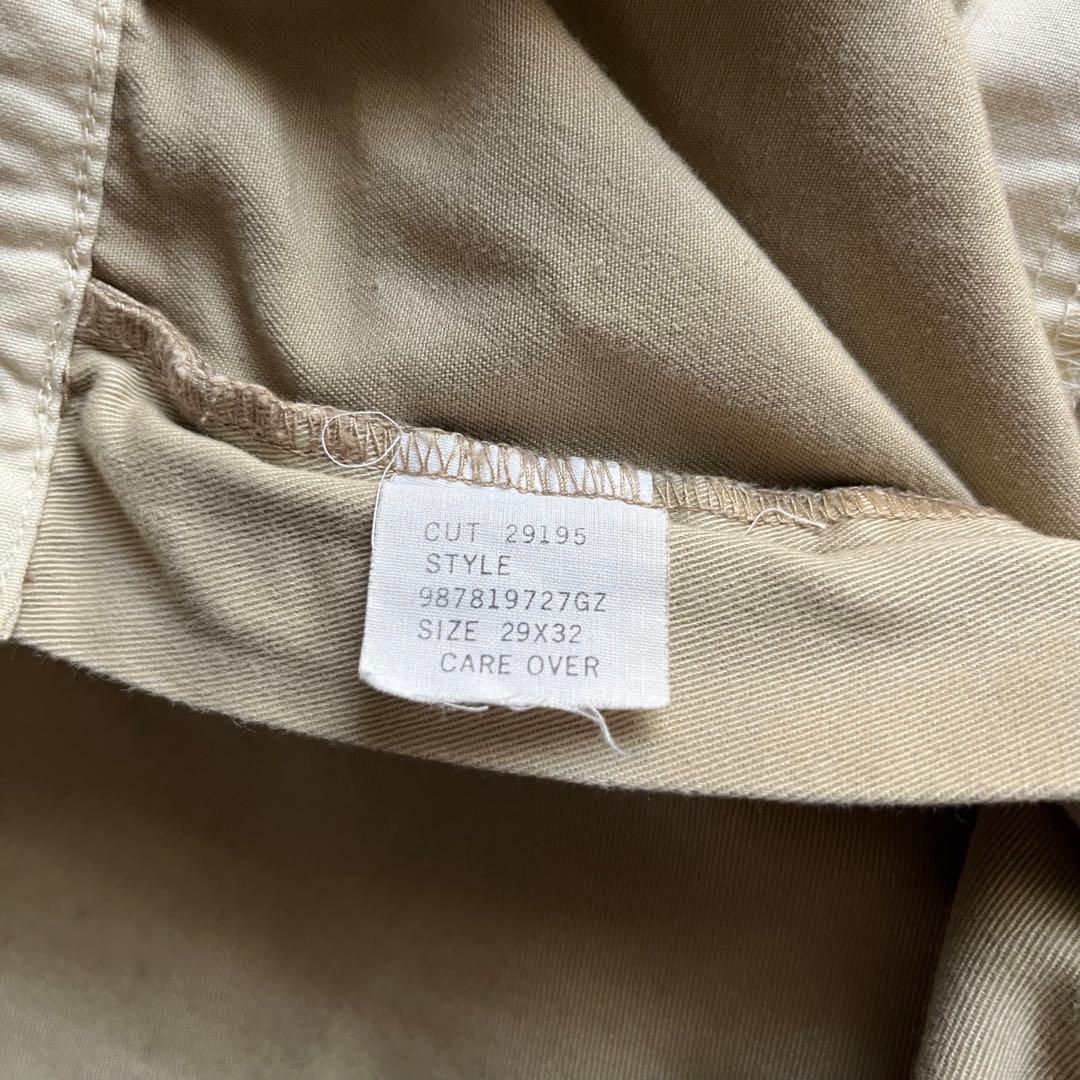 CUT 29195
STYLE
987819727GZ
SIZE 29X32
CARE OVER